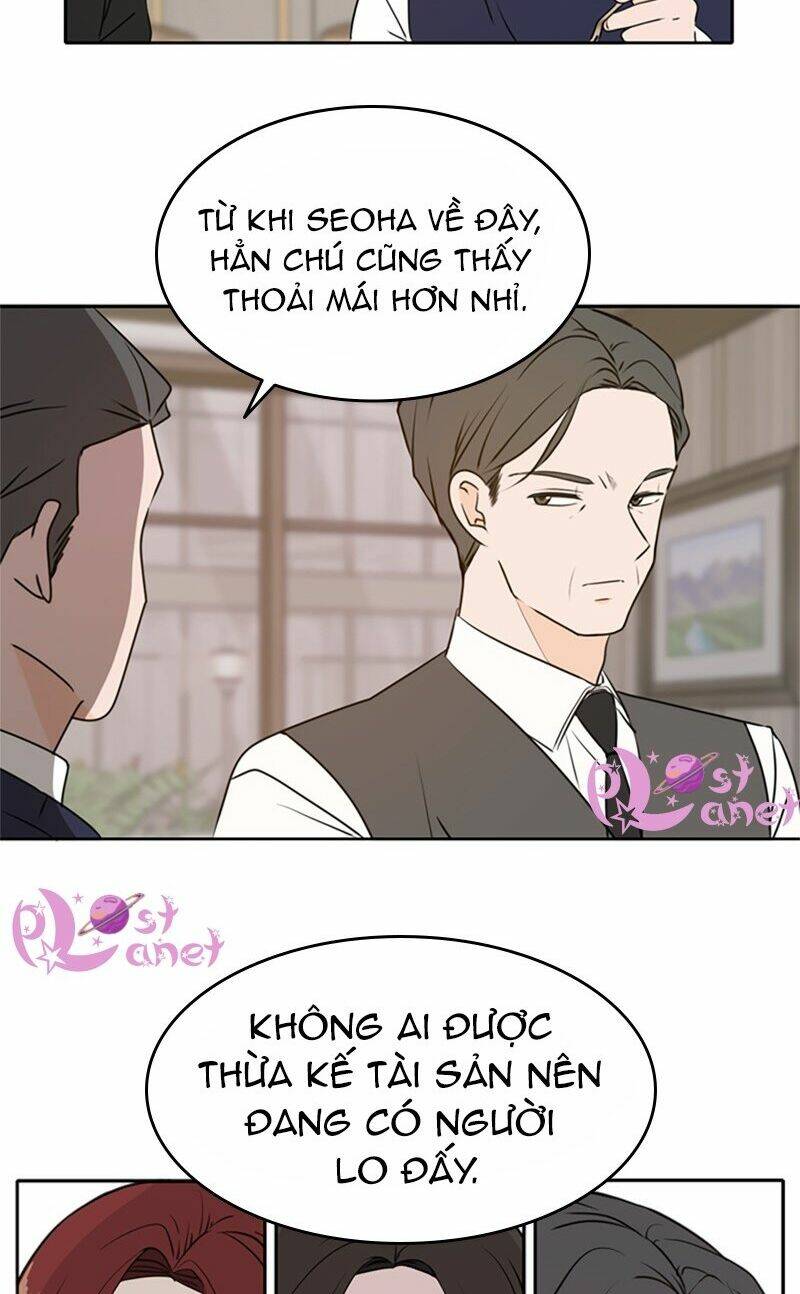 TỪ KHI SEOHA VỀ ĐÂY,
HẲN CHÚ CŨNG THẤY
THOẢI MÁI HƠN NHỈ.
Lost
Planet
Lost
Planet
KHÔNG AI ĐƯỢC
THỪA KẾ TÀI SẢN NÊN
ĐANG CÓ NGƯỜI
LO ĐẤY.